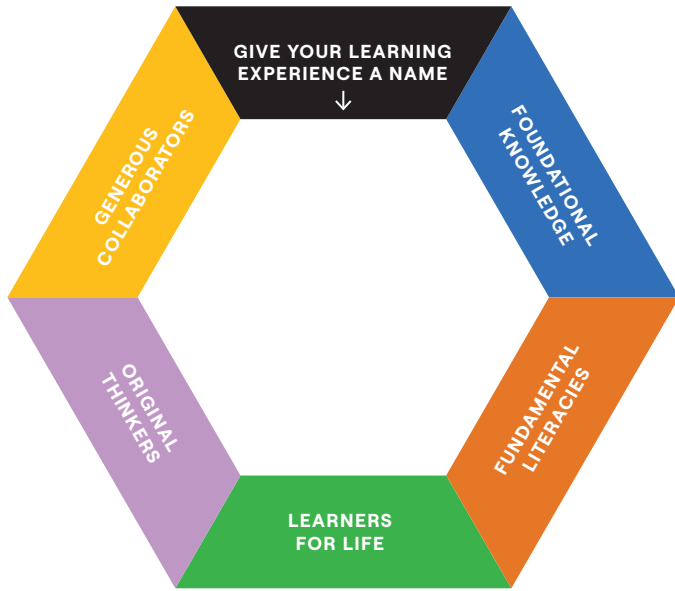 GIVE YOUR LEARNING
EXPERIENCE A NAME
↓
FOUNDATIONAL
KNOWLEDGE
FUNDAMENTAL
LITERACIES
LEARNERS
FOR LIFE
ORIGINAL
THINKERS
GENEROUS
COLLABORATORS